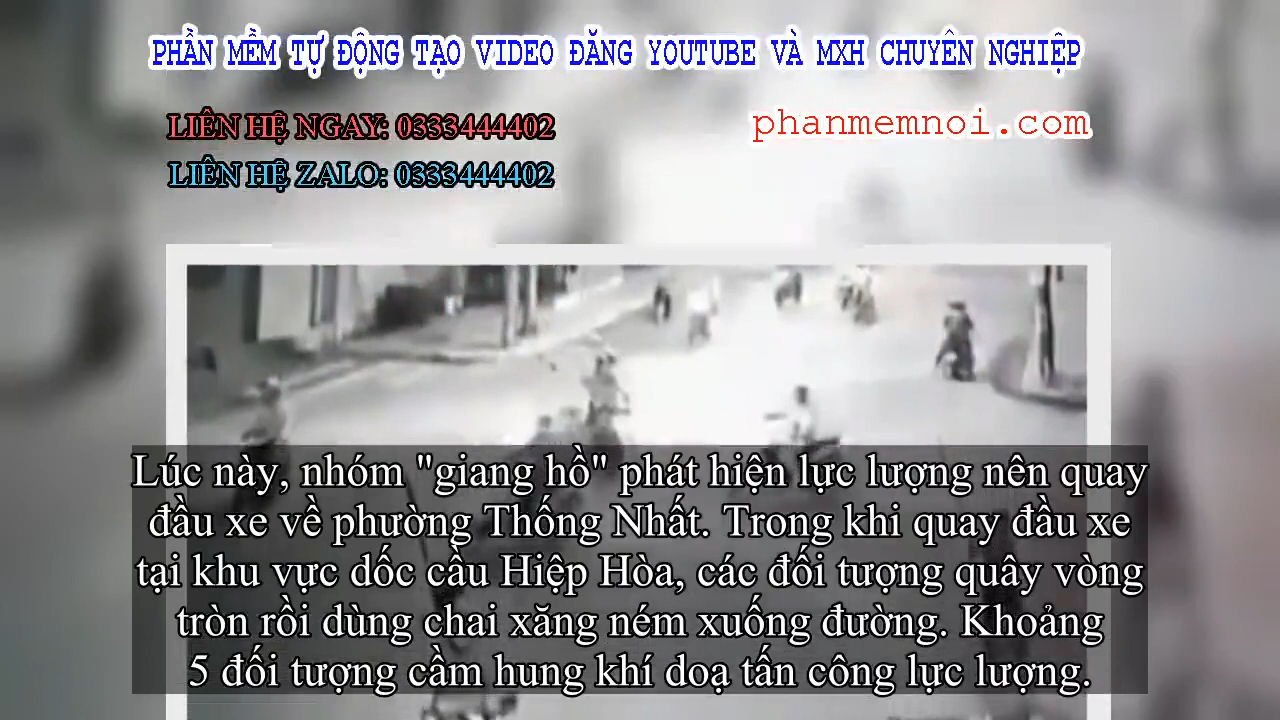 PHẦN MỀM TỰ ĐỘNG TẠO VIDEO ĐĂNG YOUTUBE VÀ MXH CHUYÊN NGHIỆP
LIÊN HỆ NGAY: 0333444402
phanmemnoi.com
LIÊN HỆ ZALO: 0333444402
Lúc này, nhóm "giang hồ" phát hiện lực lượng nên quay
đầu xe về phường Thống Nhất. Trong khi quay đầu xe
tại khu vực dốc cầu Hiệp Hòa, các đối tượng quây vòng
tròn rồi dùng chai xăng ném xuống đường. Khoảng
5 đối tượng cầm hung khí doạ tấn công lực lượng.